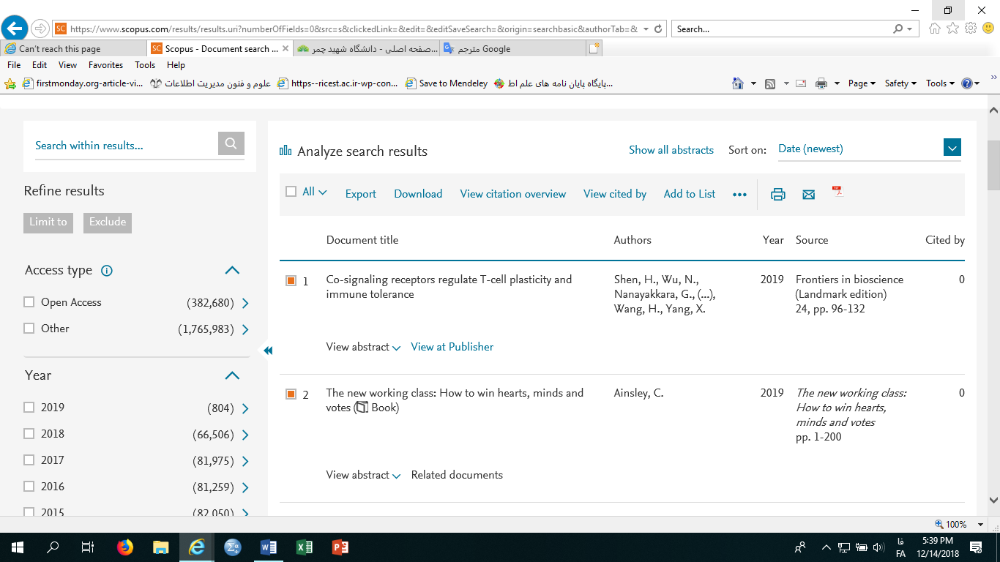 https://www.scopus.com/results/results.uri?numberOfFields=0&src=s&clickedLink=&edit=&editSaveSearch=&origin=searchbasic&authorTab=&
Search...
Can't reach this page
Scopus - Document search ...
صفحه اصلی - دانشگاه شهید چمر...
مترجم Google
File Edit View Favorites Tools Help
firstmonday.org-article-vi...
علوم و فنون مدیریت اطلاعات
https--ricest.ac.ir-wp-con...
Save to Mendeley
پایگاه پایان نامه های علم اط...
Page Safety Tools
Search within results...
Analyze search results
Show all abstracts Sort on: Date (newest)
Refine results
Limit to Exclude
All Export Download View citation overview View cited by Add to List •••
Document title Authors Year Source Cited by
Access type
Open Access (382,680)
Other (1,765,983)
Year
2019 (804)
2018 (66,506)
2017 (81,975)
2016 (81,259)
2015 (82,050)
1 Co-signaling receptors regulate T-cell plasticity and
immune tolerance
Shen, H., Wu, N.,
Nanayakkara, G., (...),
Wang, H., Yang, X.
2019
Frontiers in bioscience
(Landmark edition)
24, pp. 96-132
0
View abstract View at Publisher
2 The new working class: How to win hearts, minds and
votes (Book)
Ainsley, C.
2019
The new working class:
How to win hearts,
minds and votes
pp. 1-200
0
View abstract Related documents
100%
فا
FA
5:39 PM
12/14/2018